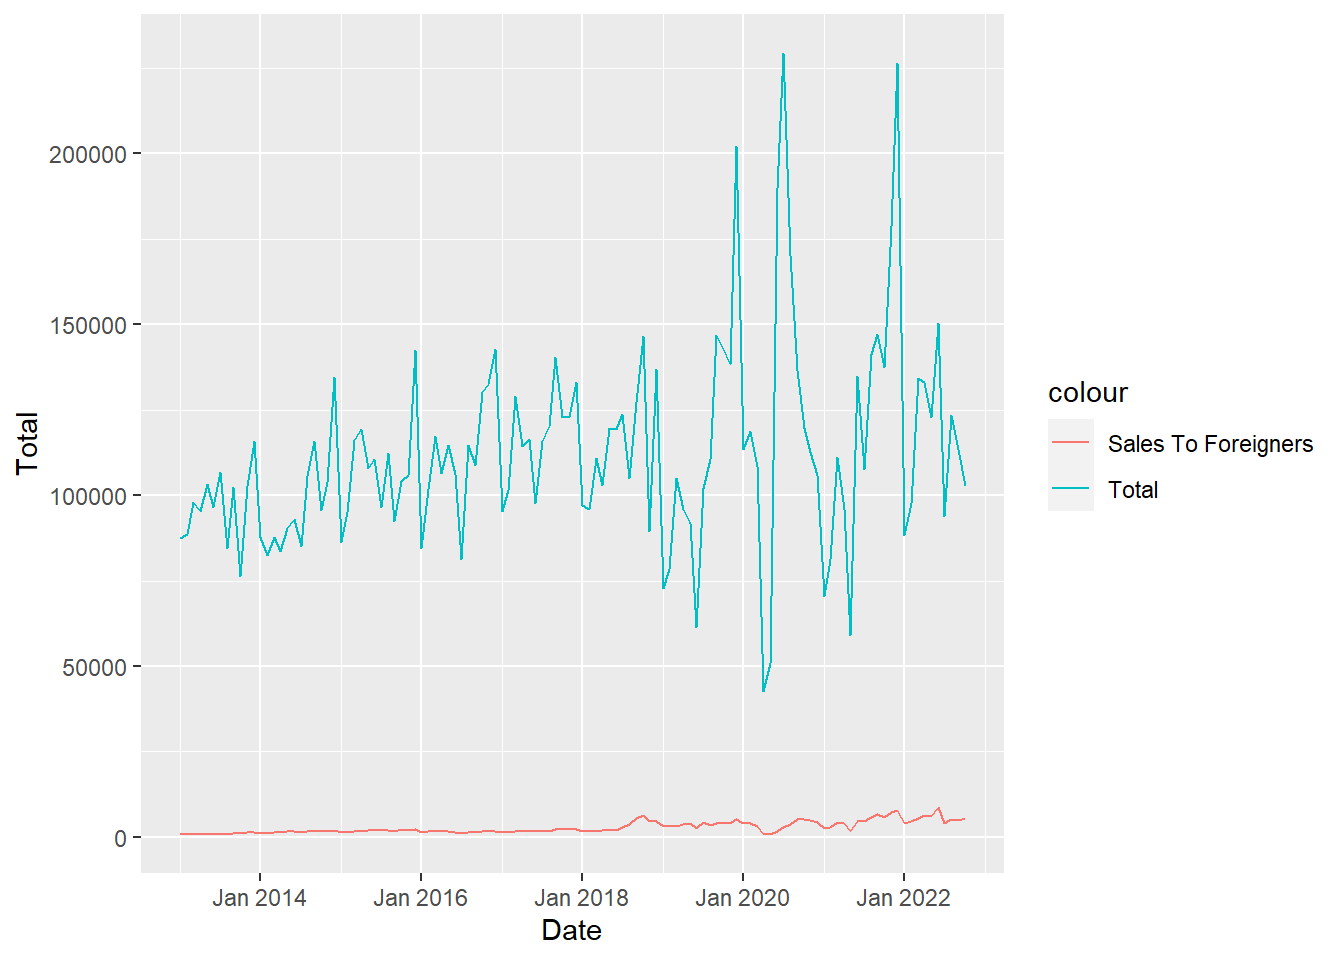 Total
200000
150000
100000
50000
0
Jan 2014
Jan 2016
Jan 2018
Jan 2020
Jan 2022
Date
colour
Sales To Foreigners
Total